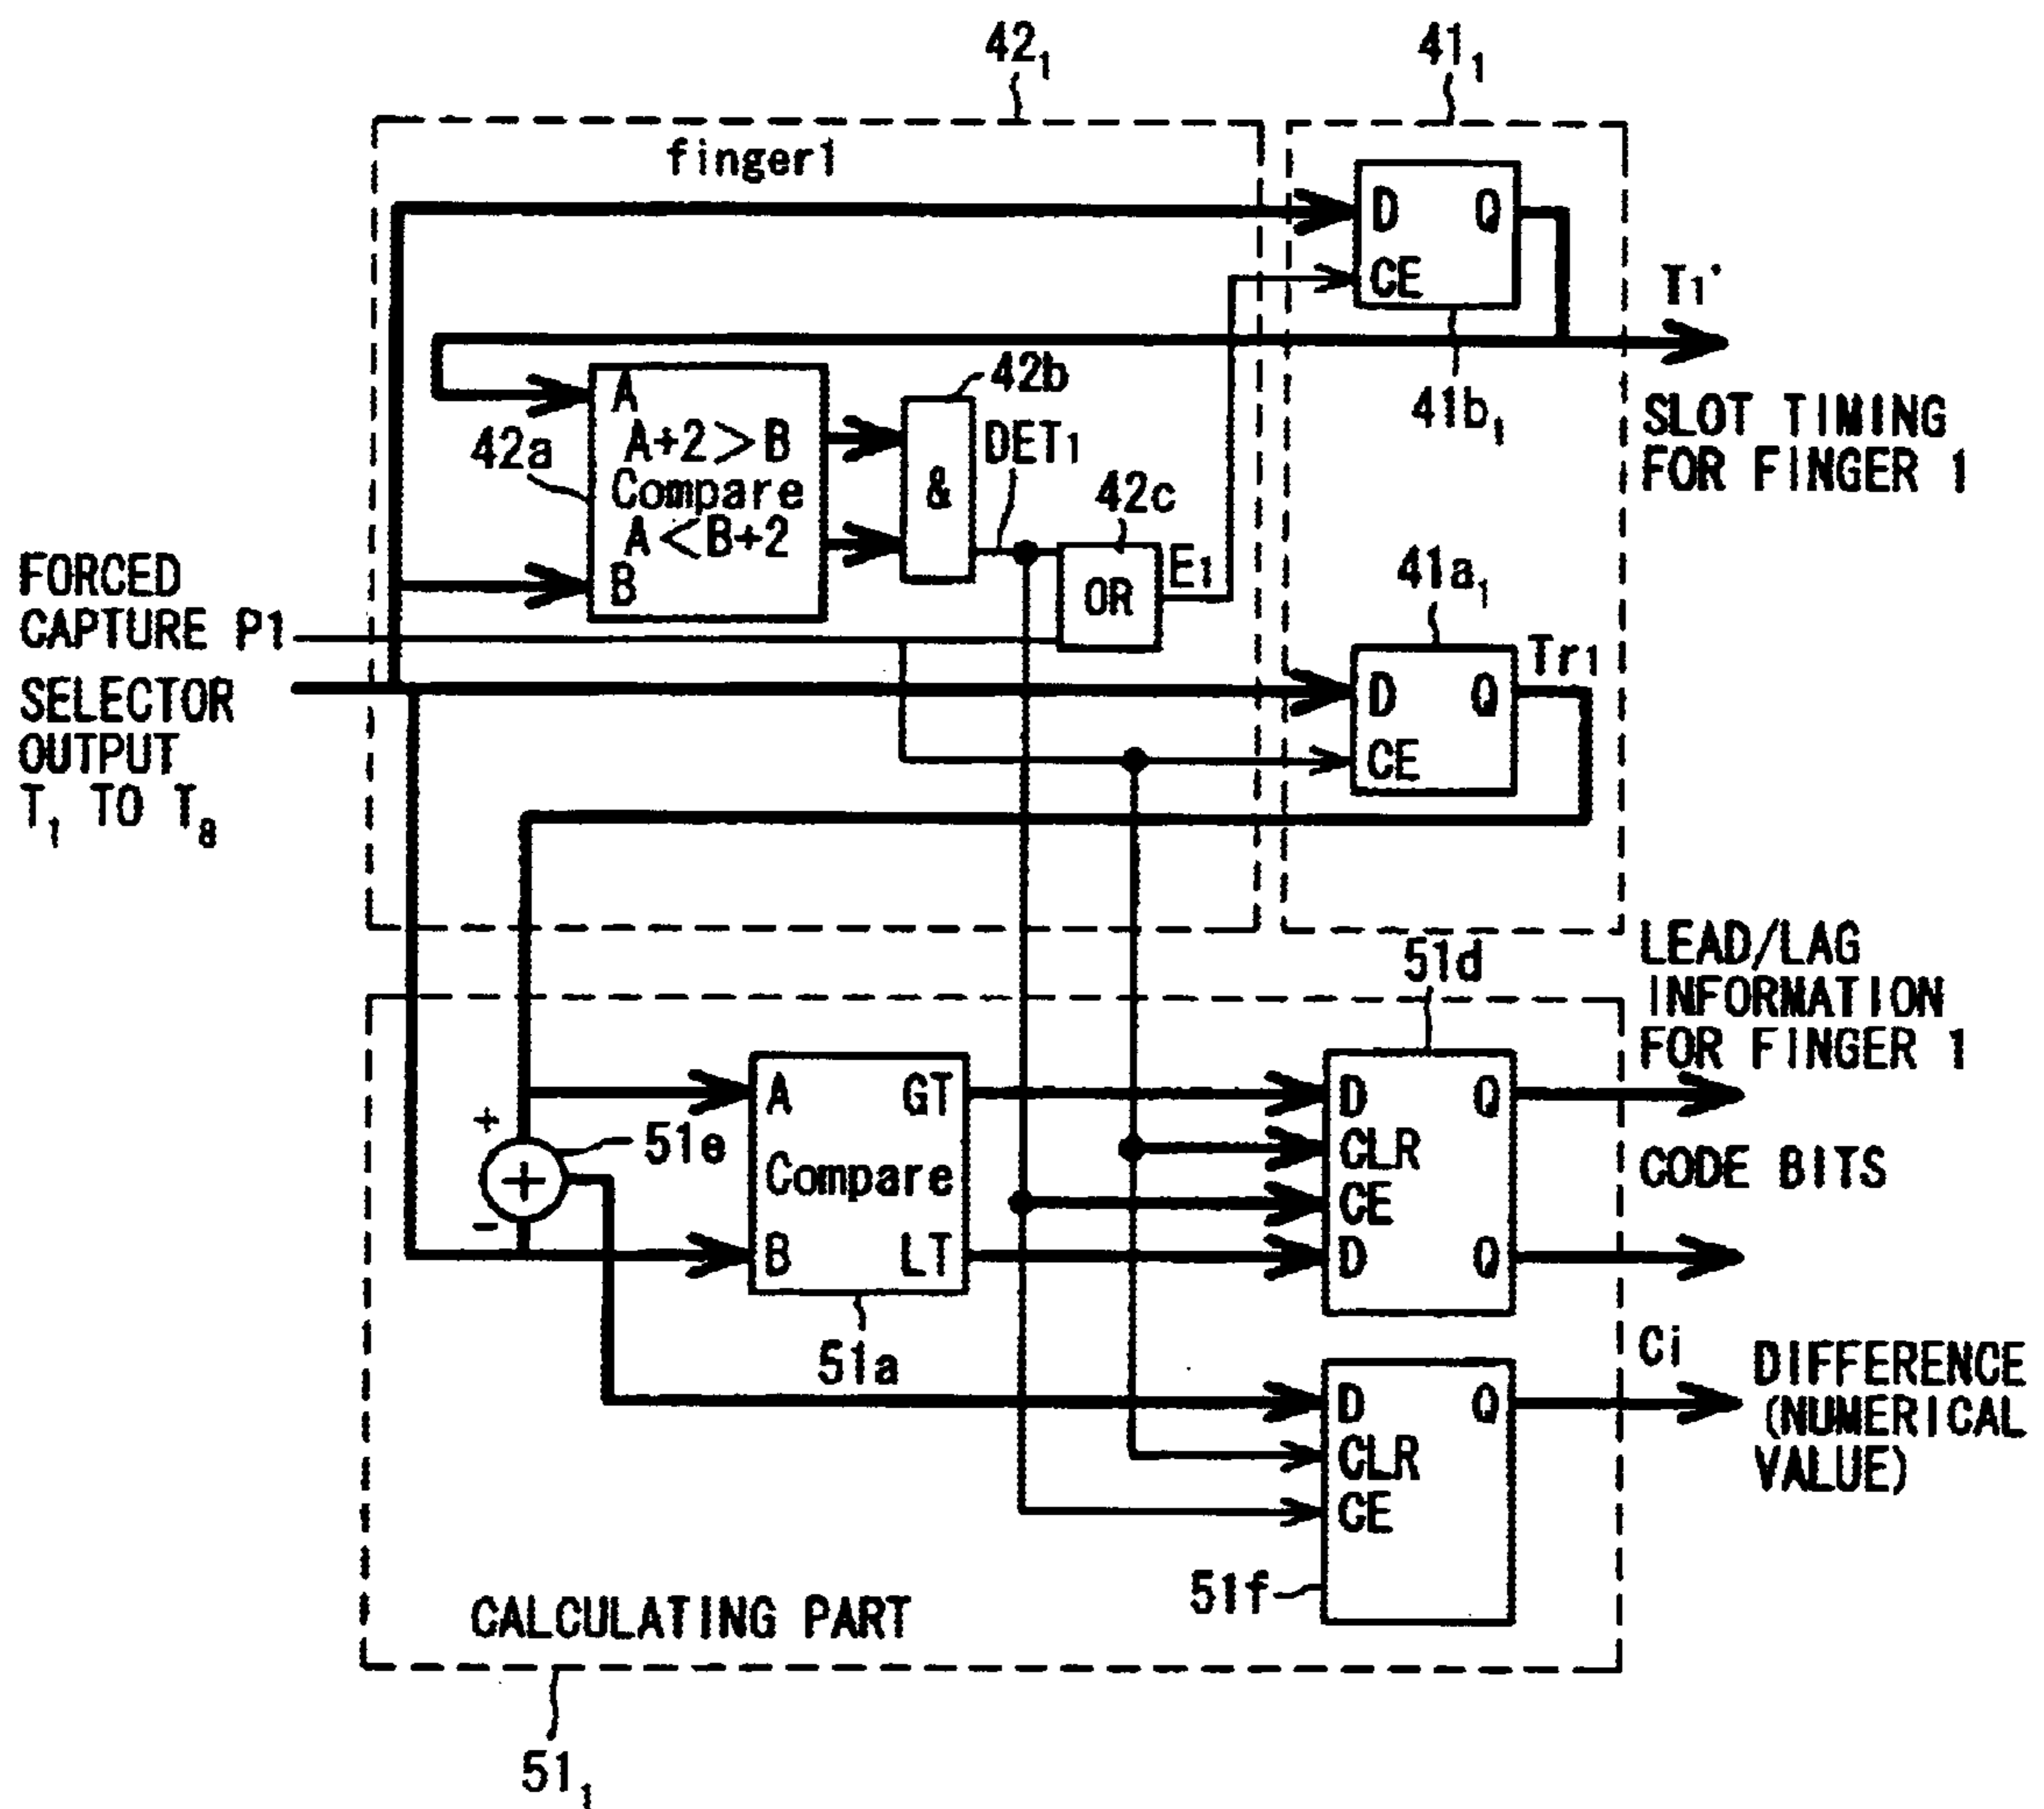 42₁
41₁
finger1
D Q
CE
T₁'
41b₁
SLOT TIMING
FOR FINGER 1
A
A+2>B
Compare
A<B+2
B
42a
42b
&
DET₁
42c
OR
E₁
FORCED
CAPTURE P1
SELECTOR
OUTPUT
T₁ TO T₈
41a₁
Tr₁
D Q
CE
LEAD/LAG
INFORMATION
FOR FINGER 1
51d
A GT
Compare
B LT
+
+
-
51e
51a
D Q
CLR
CE
D Q
CODE BITS
Ci
DIFFERENCE
(NUMERICAL
VALUE)
D Q
CLR
CE
51f
CALCULATING PART
51₁